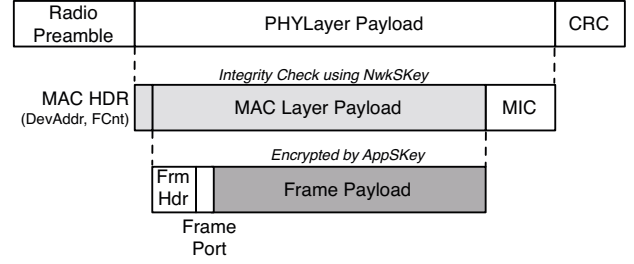 Radio
Preamble
PHYLayer Payload
CRC
Integrity Check using NwkSKey
MAC HDR
(DevAddr, FCnt)
MAC Layer Payload
MIC
Encrypted by AppSKey
Frm
Hdr
Frame Payload
Frame
Port